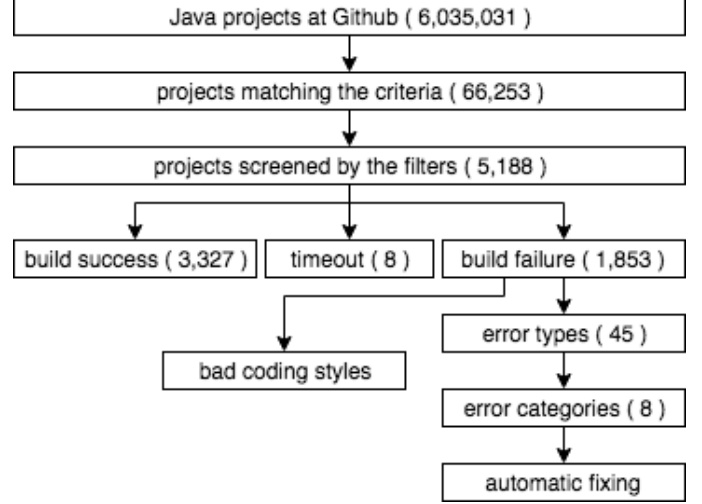 Java projects at Github ( 6,035,031 )
projects matching the criteria ( 66,253 )
projects screened by the filters ( 5,188 )
build success ( 3,327 )
timeout ( 8 )
build failure ( 1,853 )
error types ( 45 )
bad coding styles
error categories ( 8 )
automatic fixing